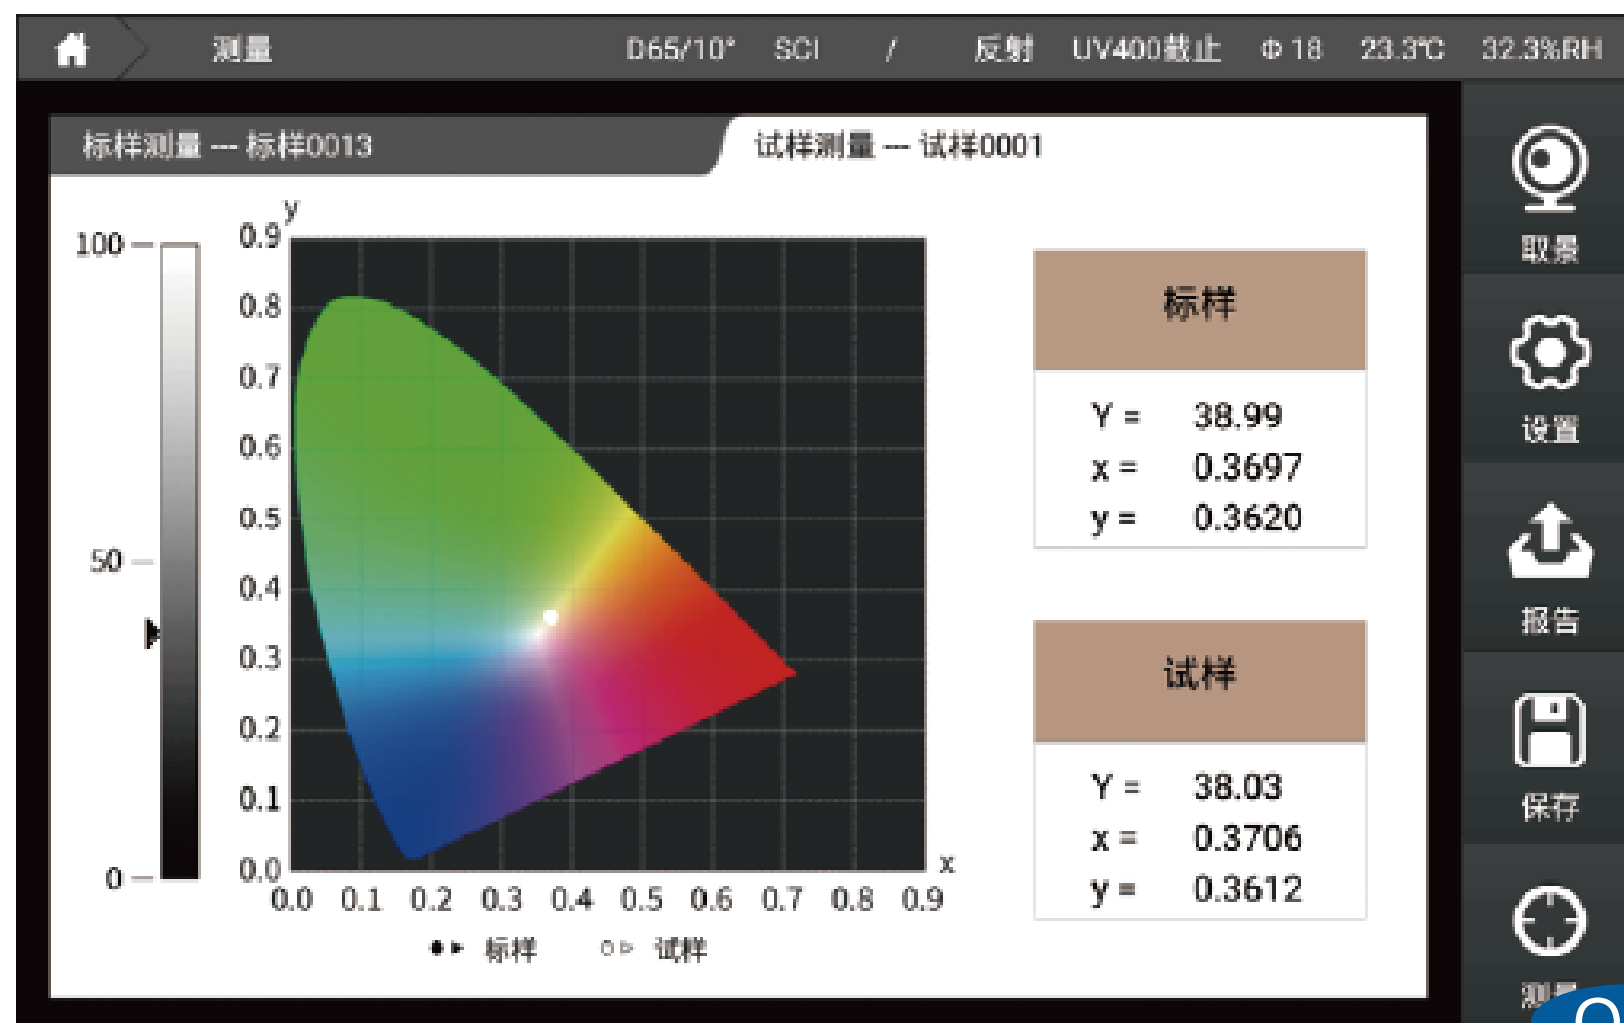 测量 D65/10° SCI / 反射 UV400截止 Φ 18 23.3℃ 32.3%RH
标样测量 --- 标样0013
试样测量 --- 试样0001
y
100
50
0
0.9
0.8
0.7
0.6
0.5
0.4
0.3
0.2
0.1
0.0
x
0.0 0.1 0.2 0.3 0.4 0.5 0.6 0.7 0.8 0.9
标样 试样
标样
Y = 38.99
x = 0.3697
y = 0.3620
试样
Y = 38.03
x = 0.3706
y = 0.3612
取景
设置
报告
保存
测量